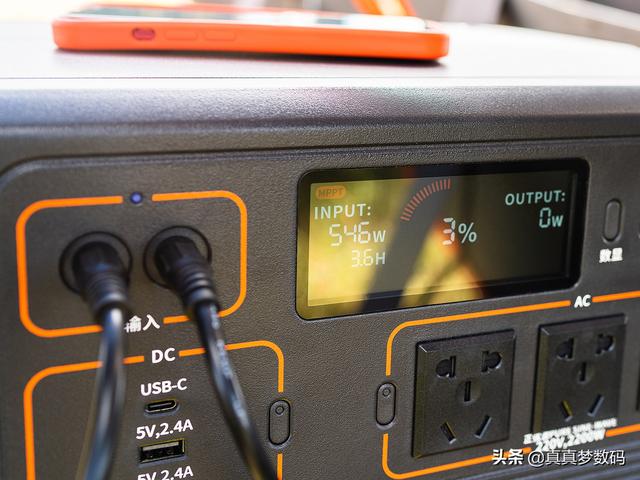 MPPT
INPUT:
546W
3.6H
3%
OUTPUT:
0W
数显
输入
DC
AC
USB-C
5V,2.4A
5V,2.4A
220V,2200W
头条 @真真梦数码